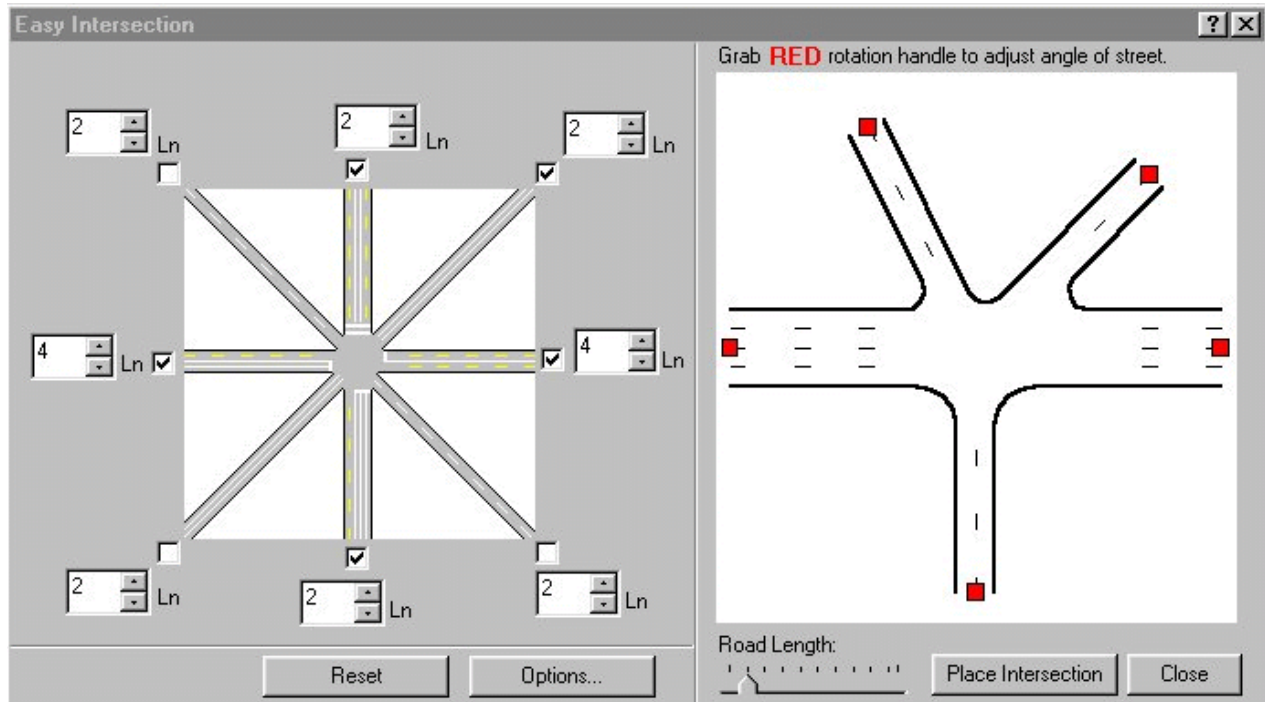 Easy Intersection
Grab RED rotation handle to adjust angle of street.
2 Ln
2 Ln
2 Ln
4 Ln
4 Ln
2 Ln
2 Ln
2 Ln
Reset
Options...
Road Length:
Place Intersection
Close